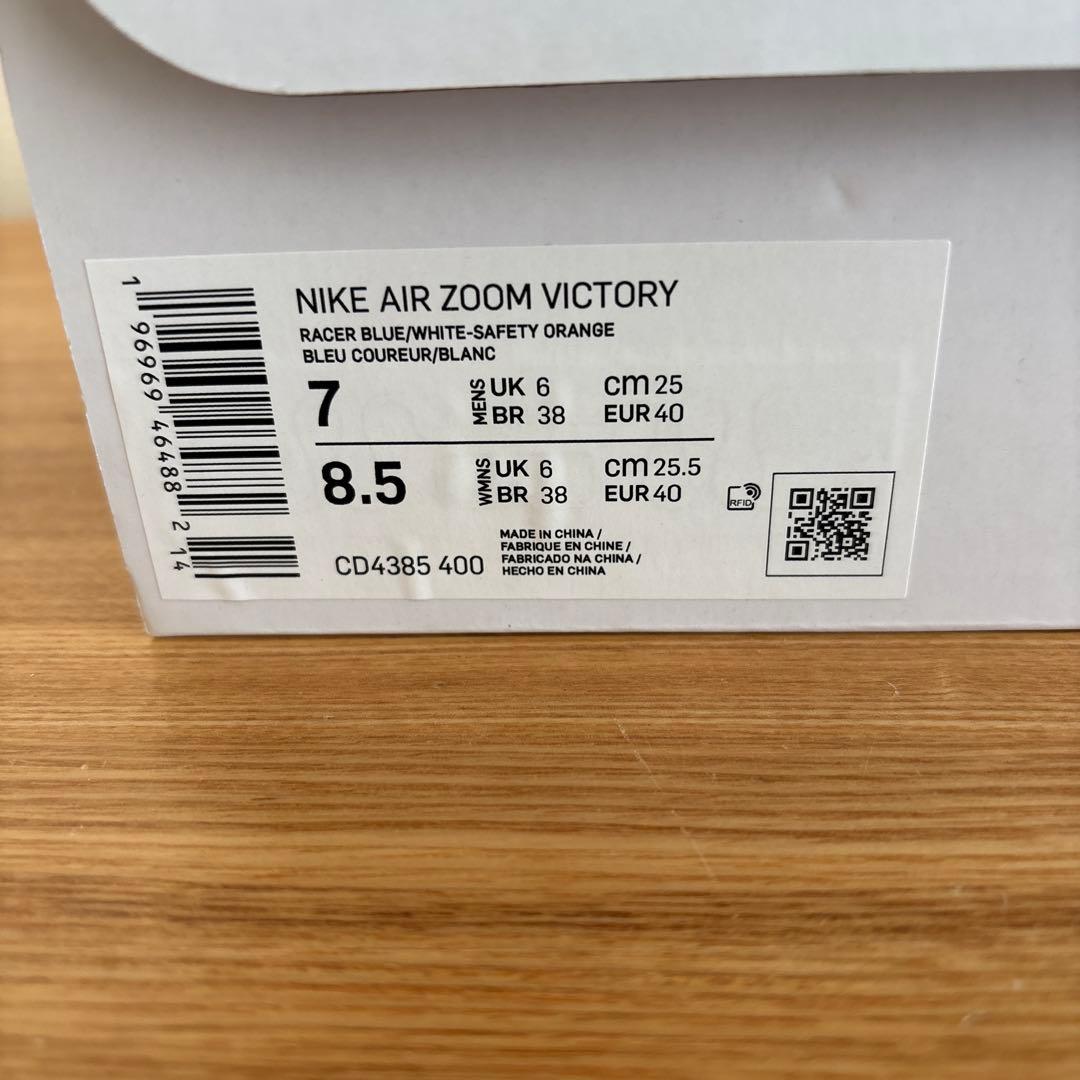 NIKE AIR ZOOM VICTORY
RACER BLUE/WHITE-SAFETY ORANGE
BLEU COUREUR/BLANC
7 MENS UK 6 cm 25
BR 38 EUR 40
8.5 WMNS UK 6 cm 25.5
BR 38 EUR 40
RFID
CD4385 400
MADE IN CHINA /
FABRIQUE EN CHINE /
FABRICADO NA CHINA /
HECHO EN CHINA
1 96969 46488 2 14